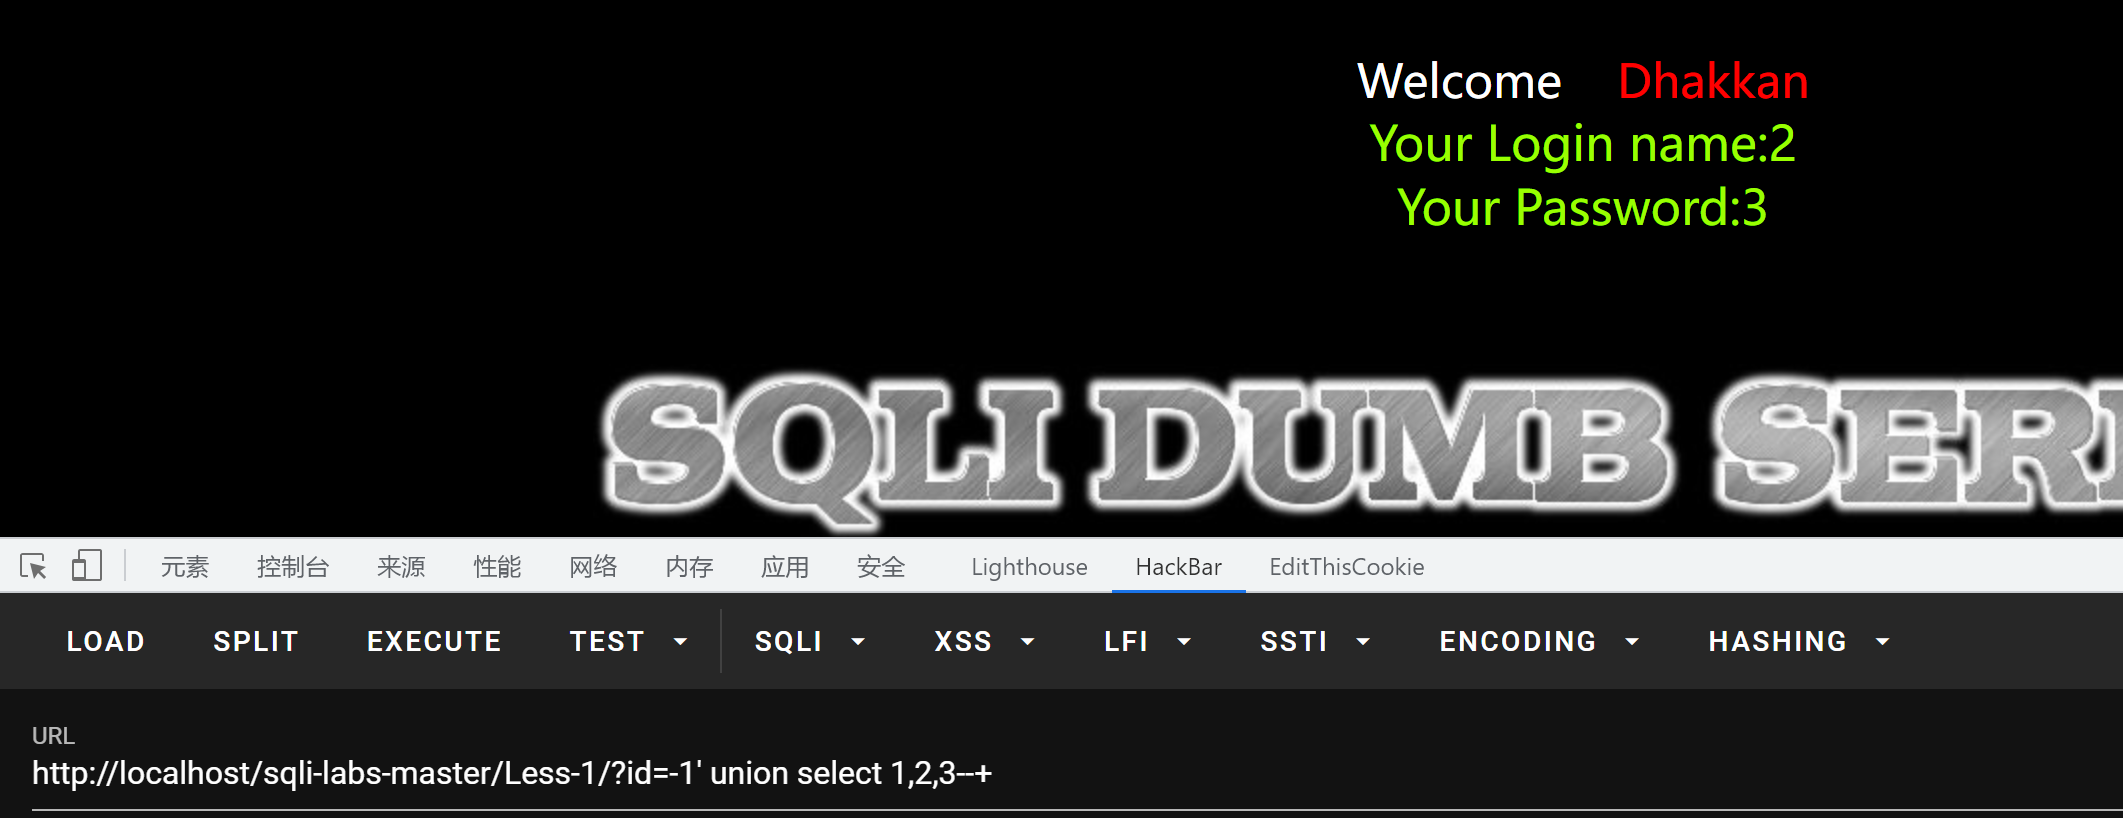 Welcome Dhakkan
Your Login name:2
Your Password:3
SQLI DUMB SERI
元素 控制台 来源 性能 网络 内存 应用 安全 Lighthouse HackBar EditThisCookie
LOAD SPLIT EXECUTE TEST SQLI XSS LFI SSTI ENCODING HASHING
URL
http://localhost/sqli-labs-master/Less-1/?id=-1' union select 1,2,3--+